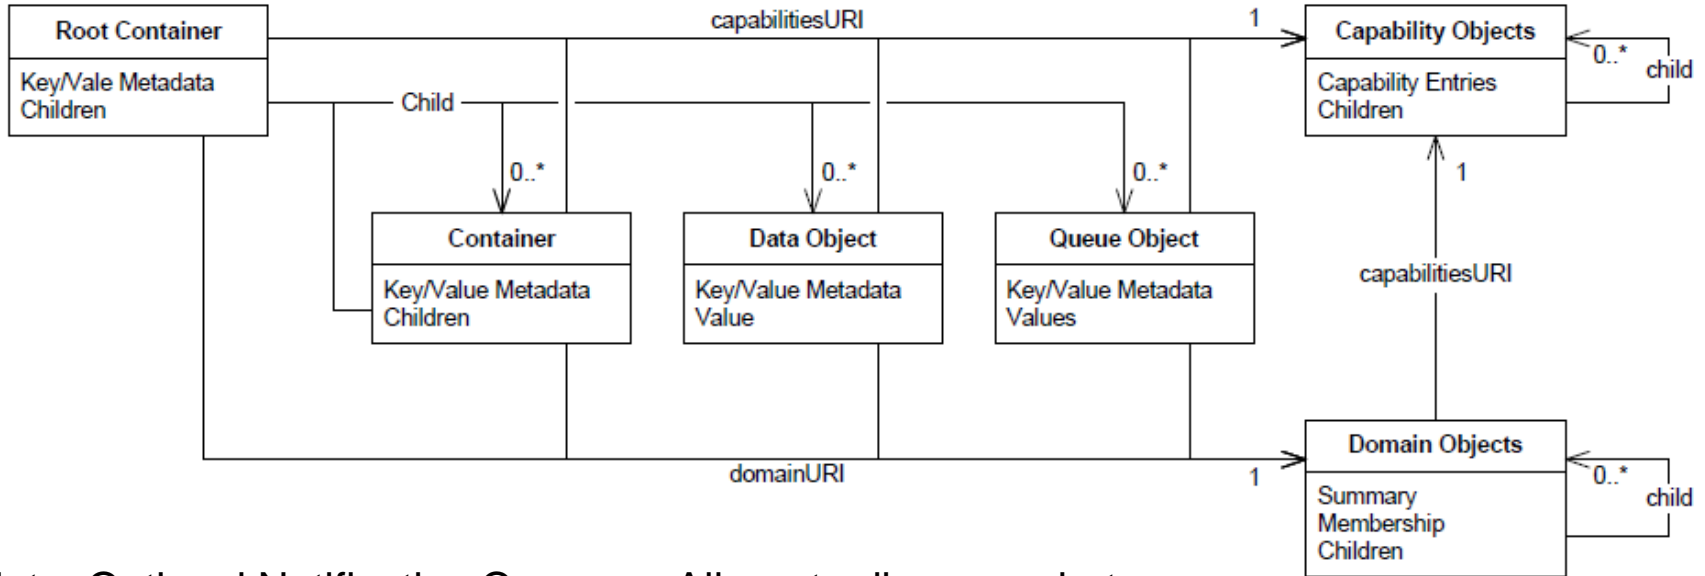 Root Container
Key/Vale Metadata
Children
capabilitiesURI
1
Capability Objects
Capability Entries
Children
0..*
child
Child
0..*
0..*
0..*
1
Container
Key/Value Metadata
Children
Data Object
Key/Value Metadata
Value
Queue Object
Key/Value Metadata
Values
capabilitiesURI
domainURI
1
Domain Objects
Summary
Membership
Children
0..*
child